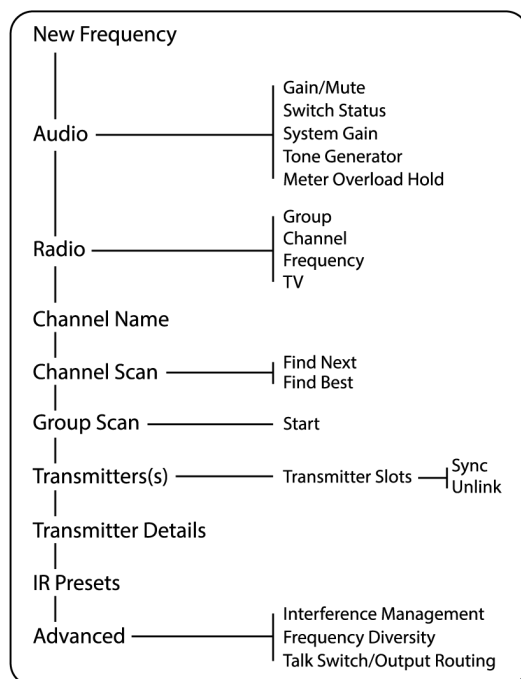 New Frequency
Audio
Gain/Mute
Switch Status
System Gain
Tone Generator
Meter Overload Hold
Radio
Group
Channel
Frequency
TV
Channel Name
Channel Scan
Find Next
Find Best
Group Scan
Start
Transmitters(s)
Transmitter Slots
Sync
Unlink
Transmitter Details
IR Presets
Advanced
Interference Management
Frequency Diversity
Talk Switch/Output Routing